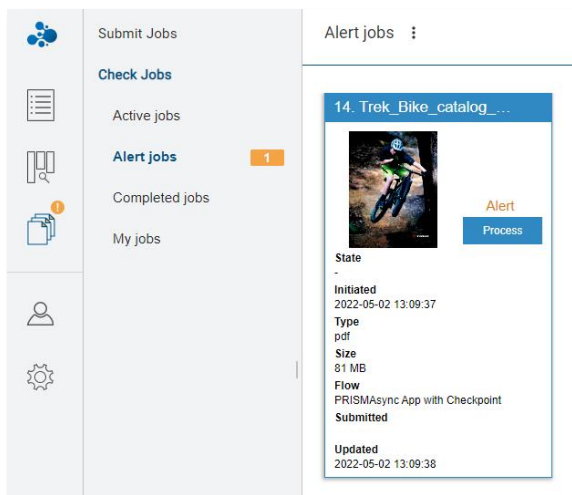 Submit Jobs
Check Jobs
Active jobs
Alert jobs 1
Completed jobs
My jobs
!
Alert jobs
14. Trek_Bike_catalog_...
Alert
Process
State
-
Initiated
2022-05-02 13:09:37
Type
pdf
Size
81 MB
Flow
PRISMAsync App with Checkpoint
Submitted
Updated
2022-05-02 13:09:38